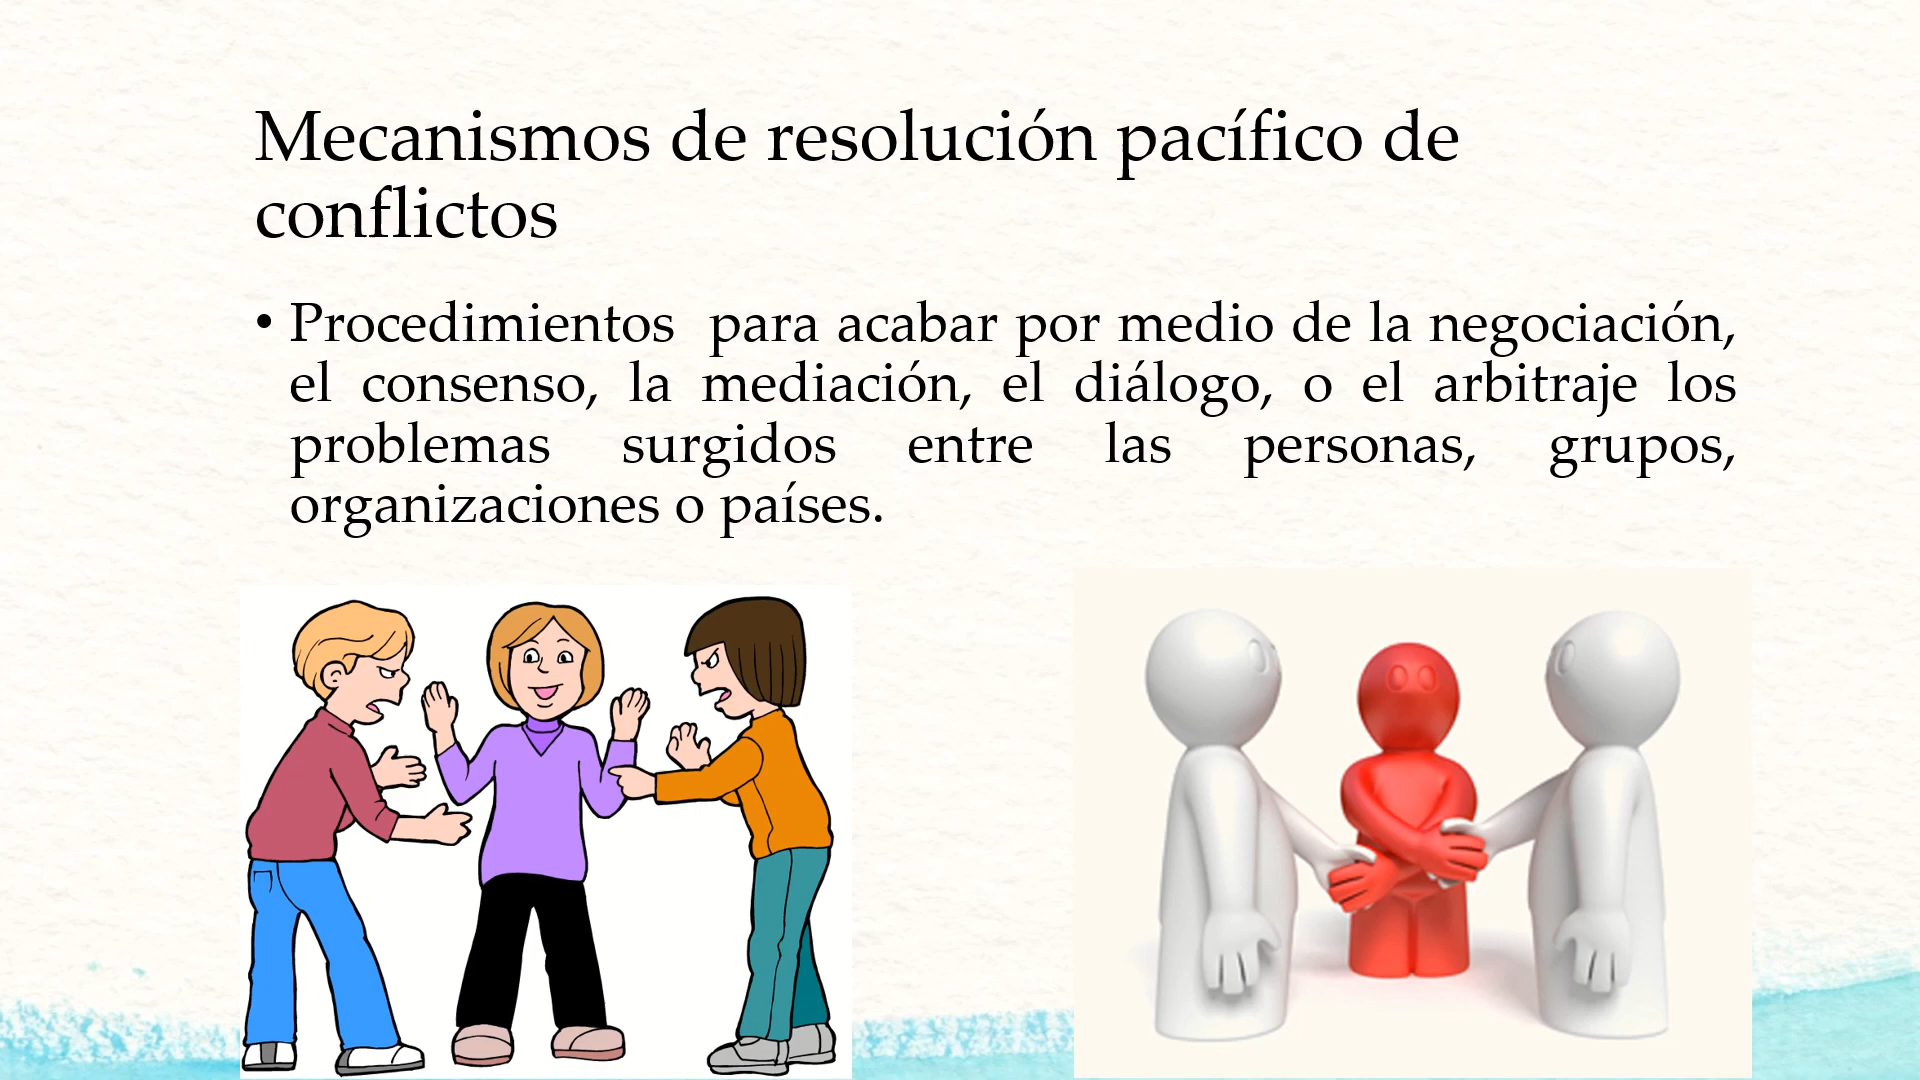 Mecanismos de resolución pacífico de
conflictos
• Procedimientos para acabar por medio de la negociación,
el consenso, la mediación, el diálogo, o el arbitraje los
problemas surgidos entre las personas, grupos,
organizaciones o países.